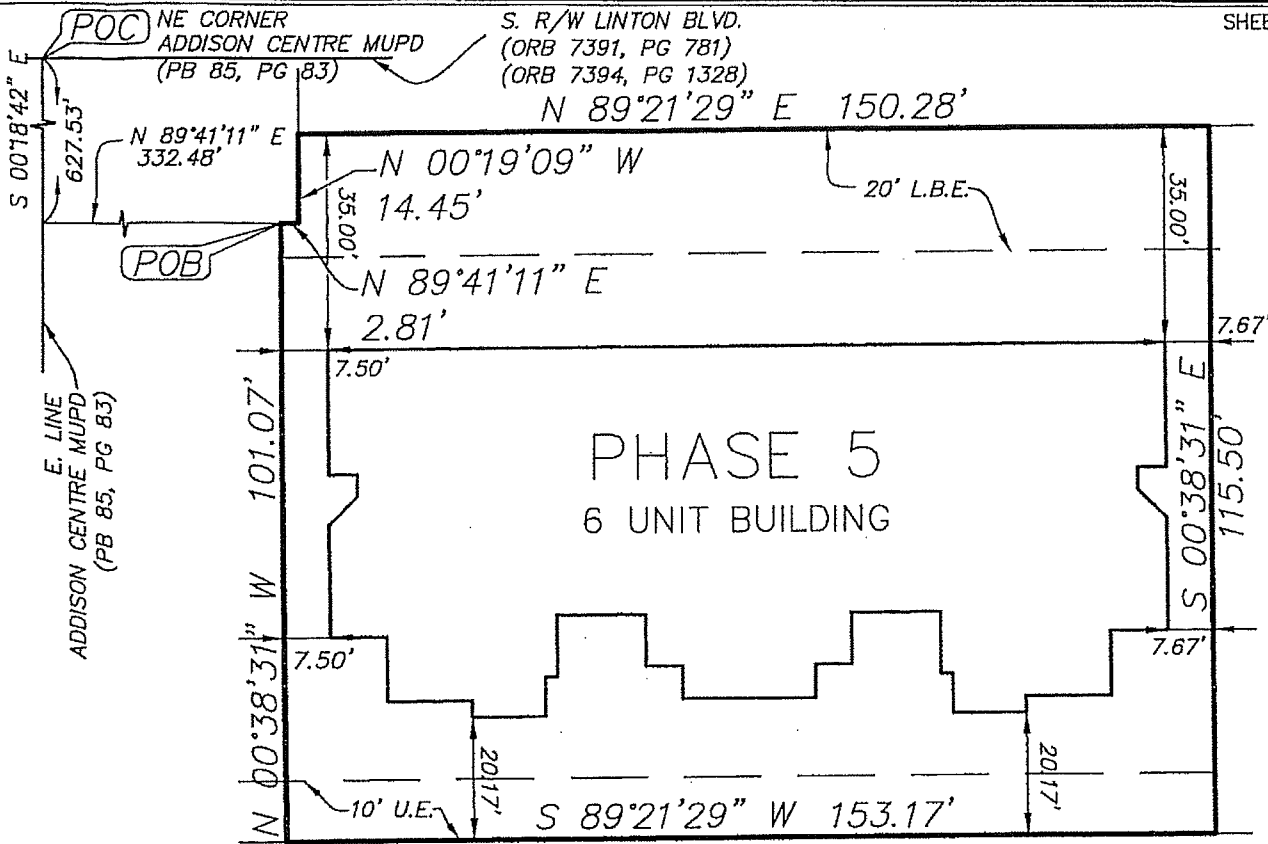 POC
NE CORNER
ADDISON CENTRE MUPD
(PB 85, PG 83)
S. R/W LINTON BLVD.
(ORB 7391, PG 781)
(ORB 7394, PG 1328)
SHEE
S 00°18'42" E
627.53'
N 89°41'11" E
332.48'
N 89°21'29" E 150.28'
N 00°19'09" W
14.45'
35.00'
20' L.B.E.
35.00'
POB
N 89°41'11" E
2.81'
7.50'
7.67'
E. LINE
ADDISON CENTRE MUPD
(PB 85, PG 83)
N 00°38'31" W 101.07'
PHASE 5
6 UNIT BUILDING
S 00°38'31" E
115.50'
7.50'
7.67'
20.17'
20.17'
10' U.E.
S 89°21'29" W 153.17'